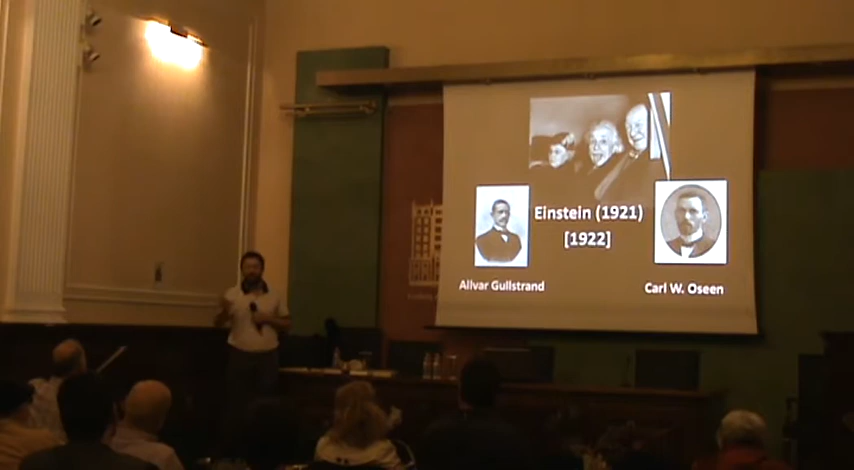 Einstein (1921)
[1922]
Allvar Gullstrand
Carl W. Oseen